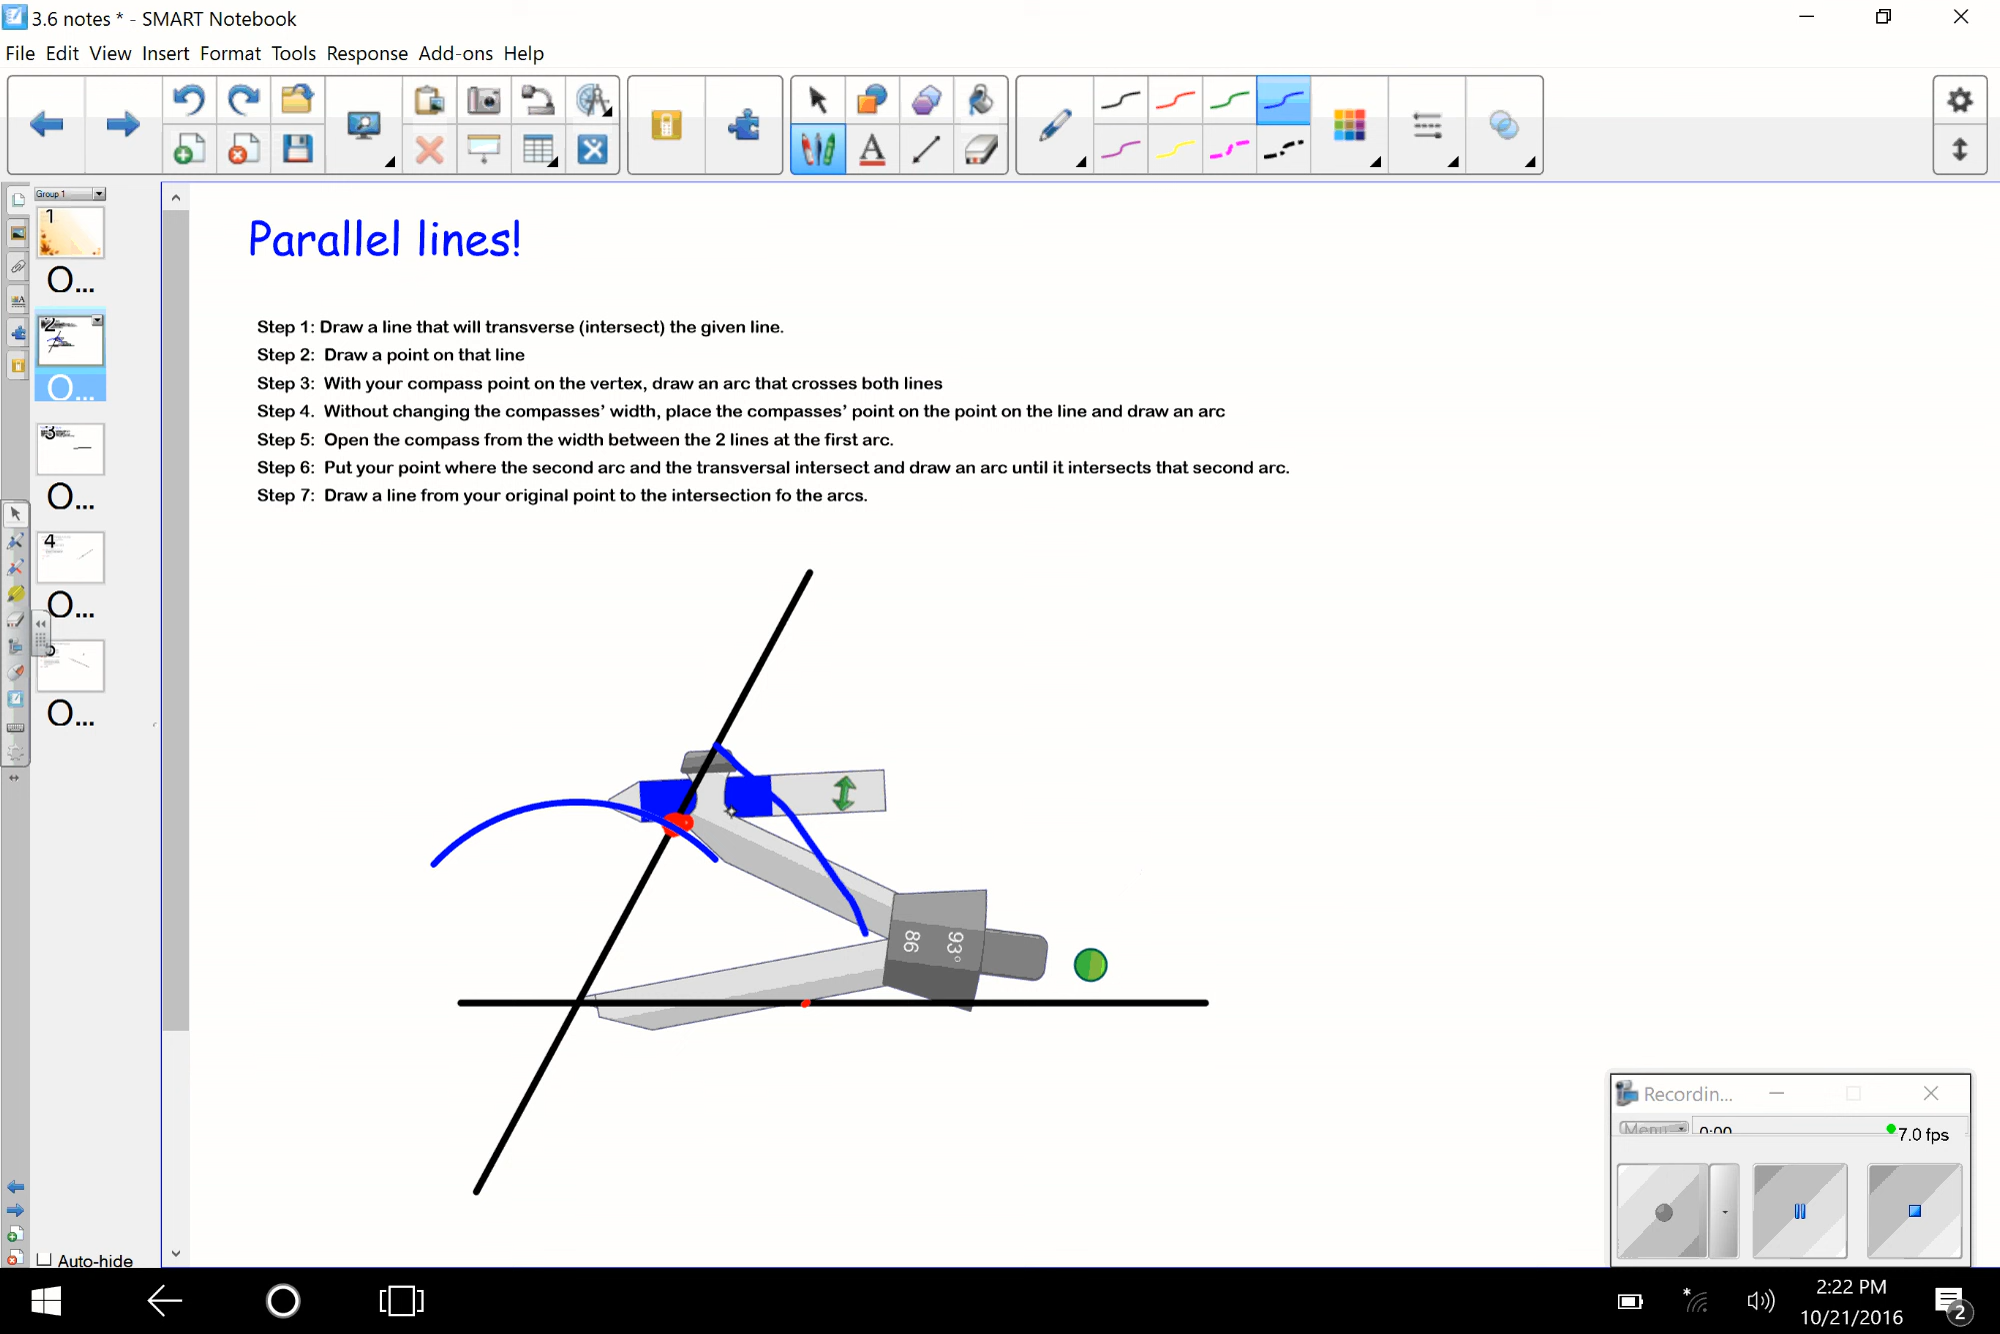 3.6 notes * - SMART Notebook
File Edit View Insert Format Tools Response Add-ons Help
Group 1
1
O...
2
O...
3
O...
4
O...
5
O...
Parallel lines!
Step 1: Draw a line that will transverse (intersect) the given line.
Step 2: Draw a point on that line
Step 3: With your compass point on the vertex, draw an arc that crosses both lines
Step 4. Without changing the compasses’ width, place the compasses’ point on the point on the line and draw an arc
Step 5: Open the compass from the width between the 2 lines at the first arc.
Step 6: Put your point where the second arc and the transversal intersect and draw an arc until it intersects that second arc.
Step 7: Draw a line from your original point to the intersection fo the arcs.
93°
86
Recordin...
Menu
0:00
7.0 fps
Auto-hide
2:22 PM
10/21/2016
2